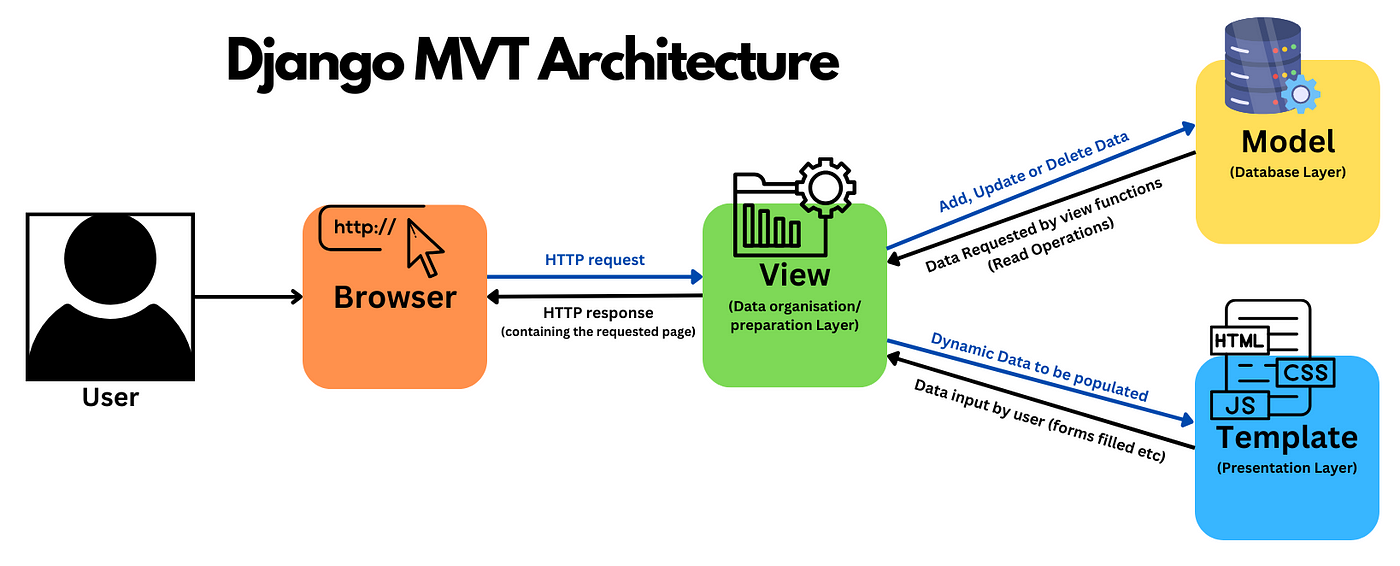 Django MVT Architecture
User
http://
Browser
HTTP request
HTTP response
(containing the requested page)
View
(Data organisation/
preparation Layer)
Add, Update or Delete Data
Data Requested by view functions
(Read Operations)
Model
(Database Layer)
Dynamic Data to be populated
Data input by user (forms filled etc)
HTML
CSS
JS
Template
(Presentation Layer)